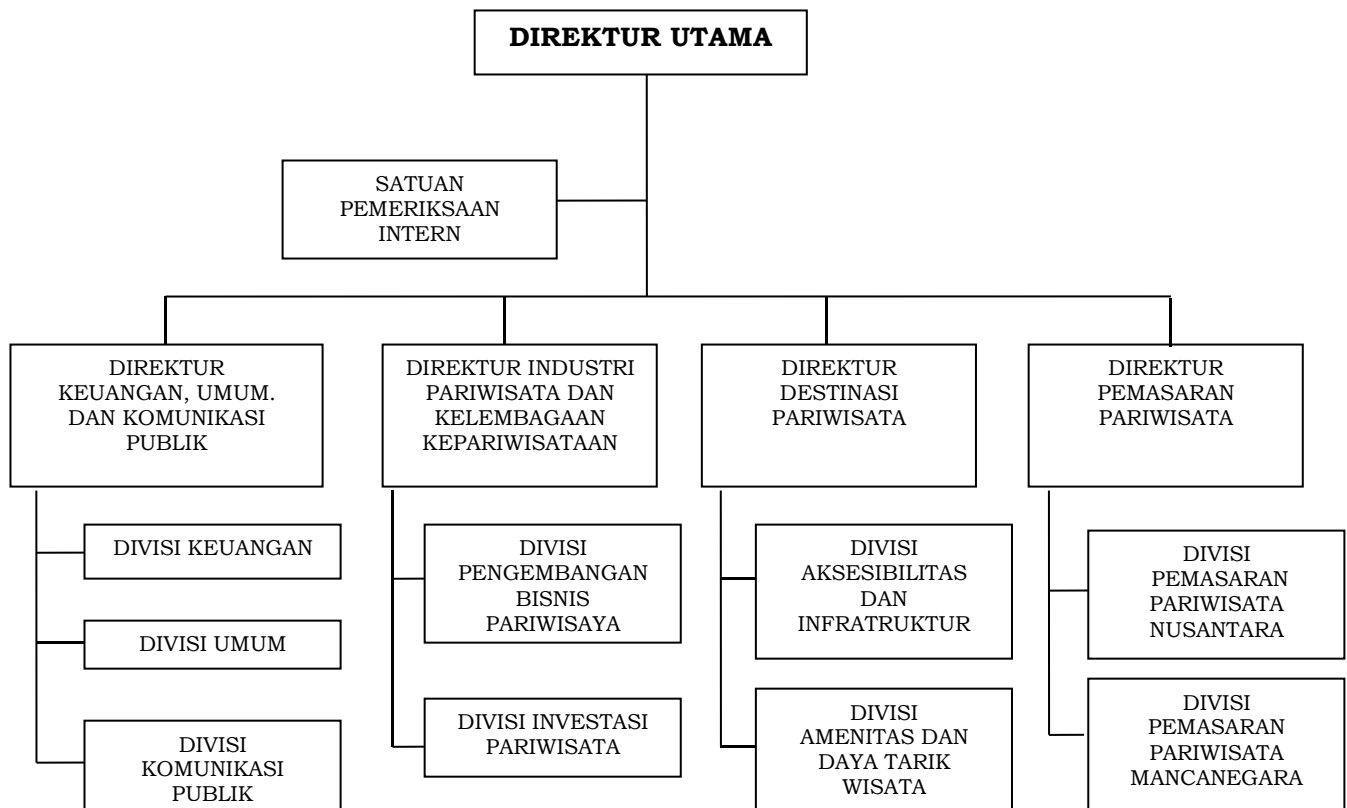 DIREKTUR UTAMA
SATUAN
PEMERIKSAAN
INTERN
DIREKTUR
KEUANGAN, UMUM.
DAN KOMUNIKASI
PUBLIK
DIREKTUR INDUSTRI
PARIWISATA DAN
KELEMBAGAAN
KEPARIWISATAAN
DIREKTUR
DESTINASI
PARIWISATA
DIREKTUR
PEMASARAN
PARIWISATA
DIVISI KEUANGAN
DIVISI UMUM
DIVISI
KOMUNIKASI
PUBLIK
DIVISI
PENGEMBANGAN
BISNIS
PARIWISAYA
DIVISI INVESTASI
PARIWISATA
DIVISI
AKSESIBILITAS
DAN
INFRATRUKTUR
DIVISI
AMENITAS DAN
DAYA TARIK
WISATA
DIVISI
PEMASARAN
PARIWISATA
NUSANTARA
DIVISI
PEMASARAN
PARIWISATA
MANCANEGARA